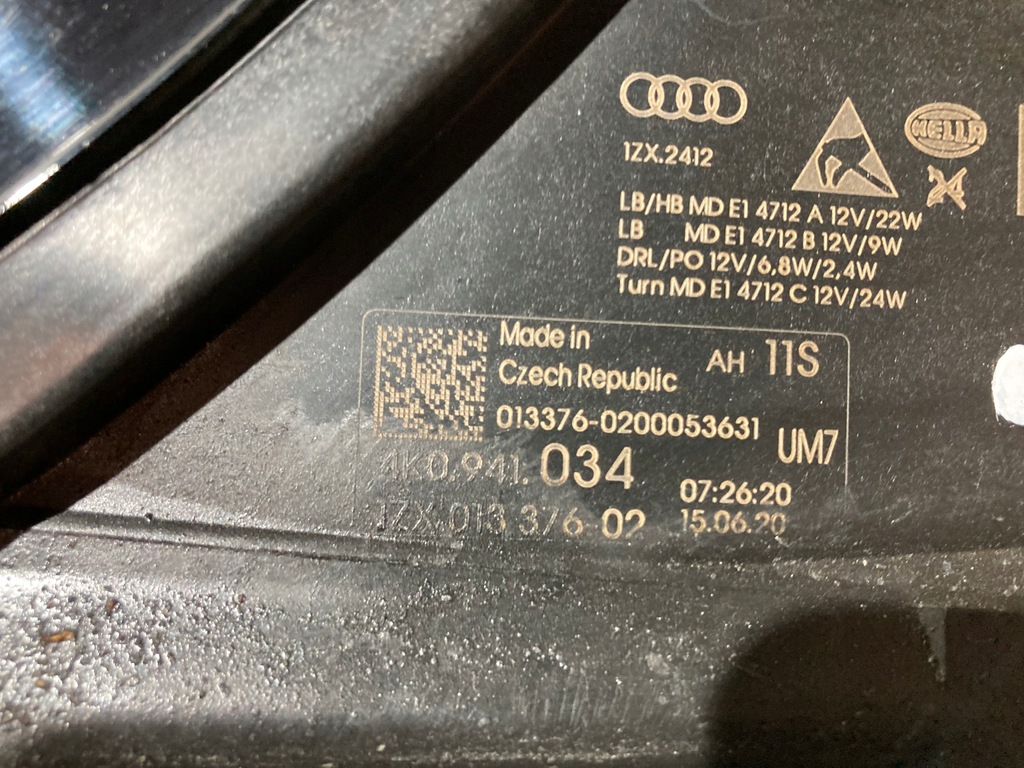 1ZX.2412
HELLA
LB/HB MD E1 4712 A 12V/22W
LB MD E1 4712 B 12V/9W
DRL/PO 12V/6,8W/2,4W
Turn MD E1 4712 C 12V/24W
Made in
Czech Republic
AH 11S
013376-0200053631
UM7
4K0.941.034
07:26:20
1ZX.013 376-02
15.06.20